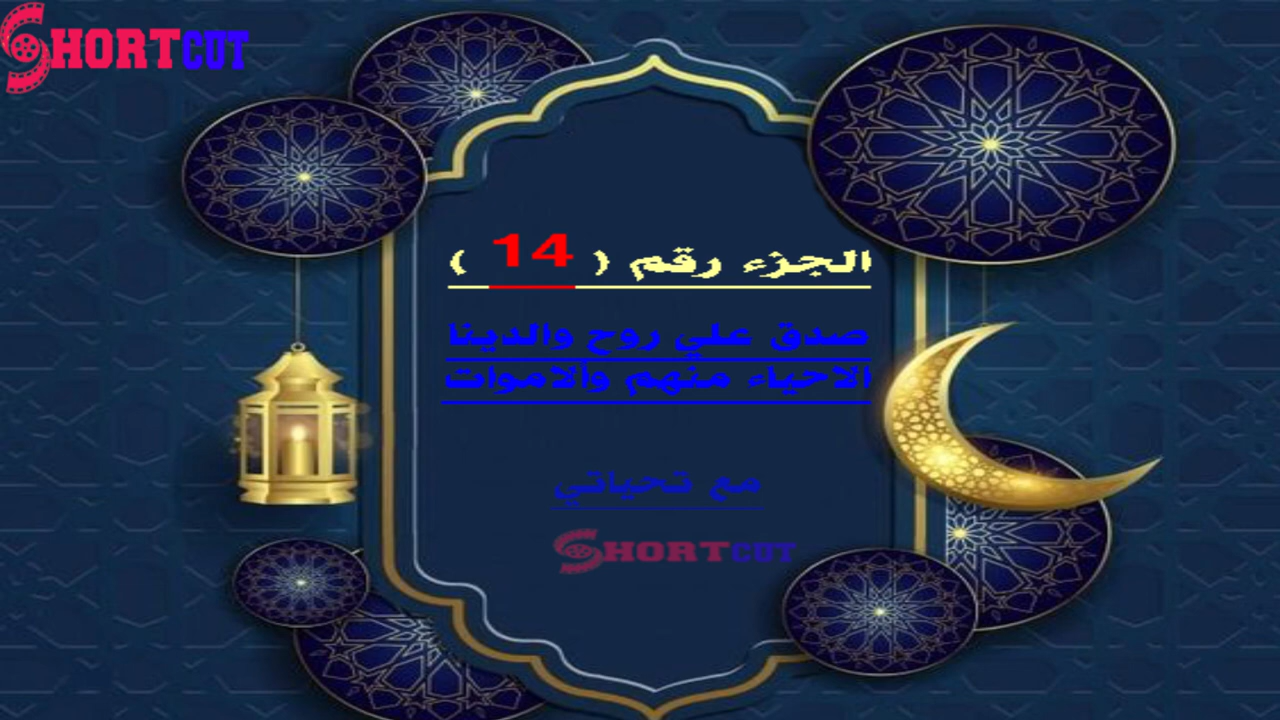 SHORTCUT
الجزء رقم ( 14 )
صدق علي روح والدينا
الاحياء منهم والاموات
مع تحياتي
SHORTCUT